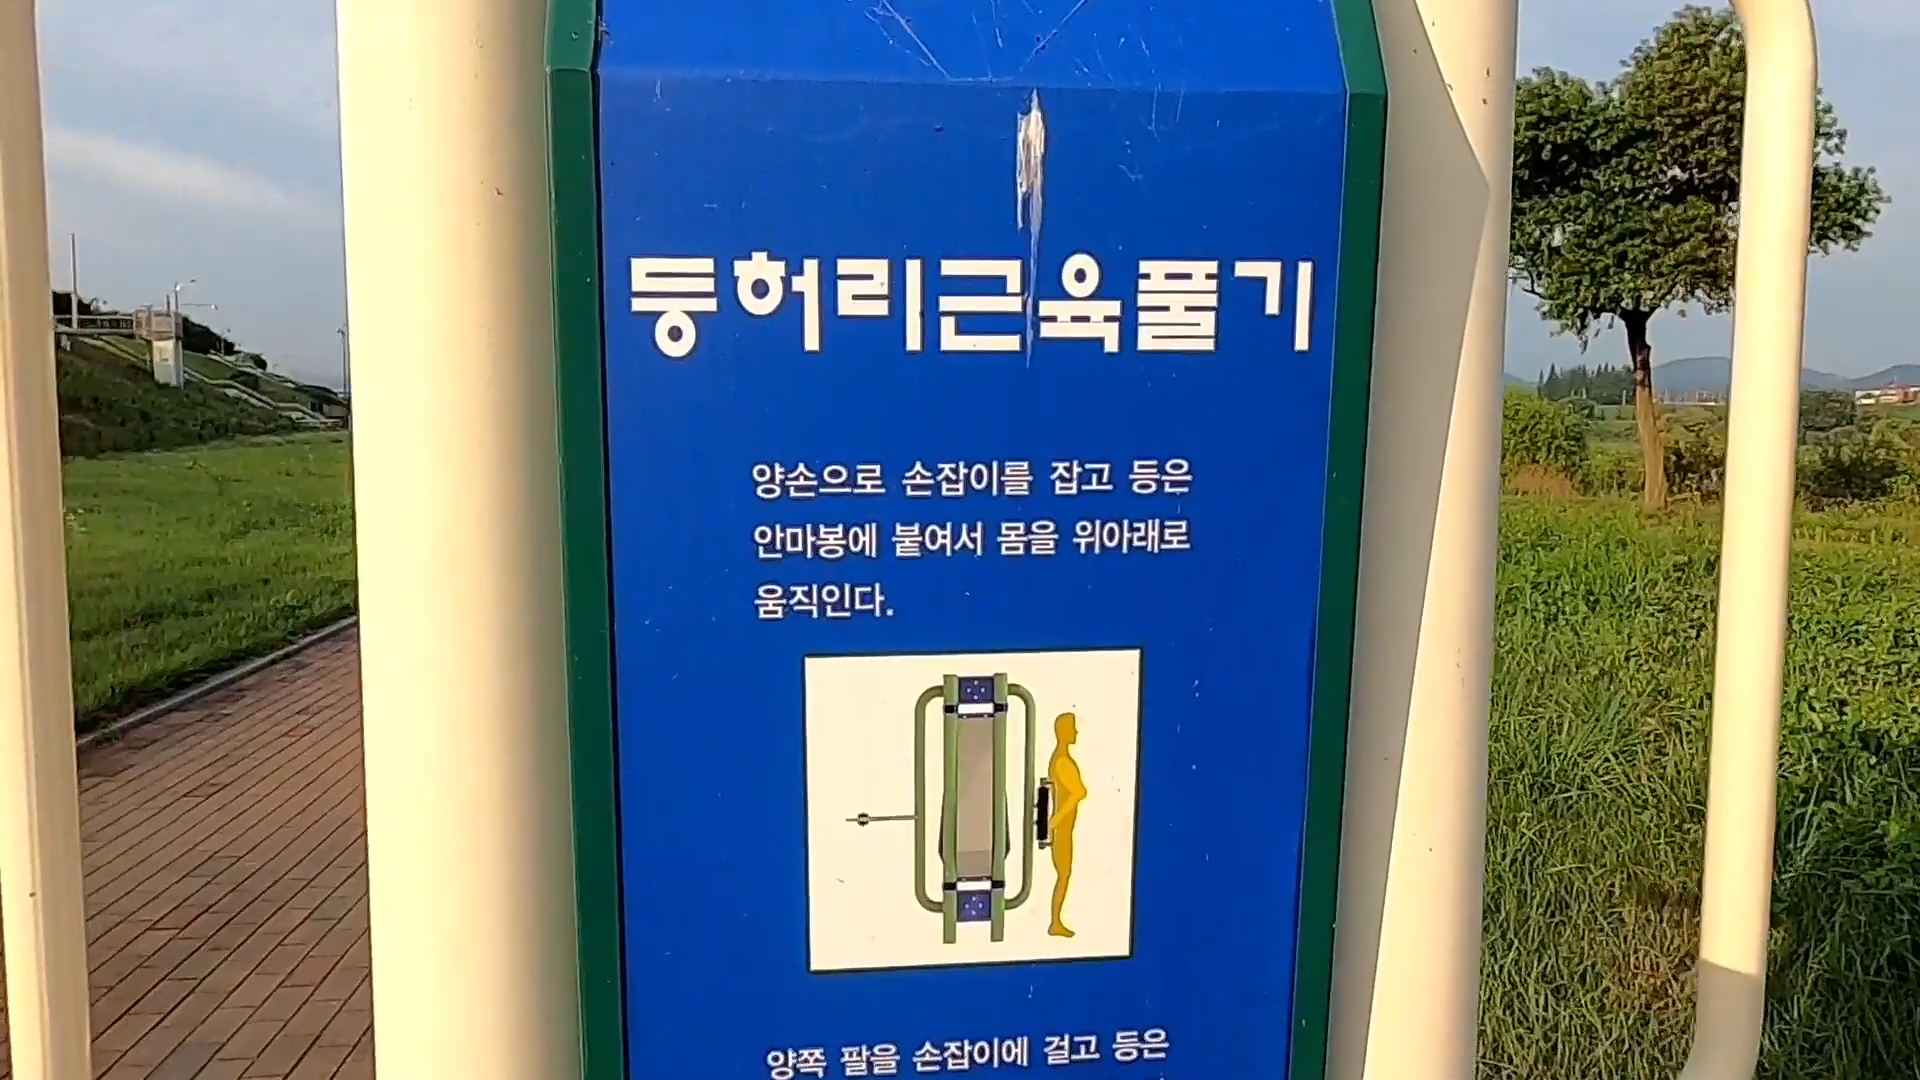 등허리근육풀기
양손으로 손잡이를 잡고 등은
안마봉에 붙여서 몸을 위아래로
움직인다.
양쪽 팔을 손잡이에 걸고 등은